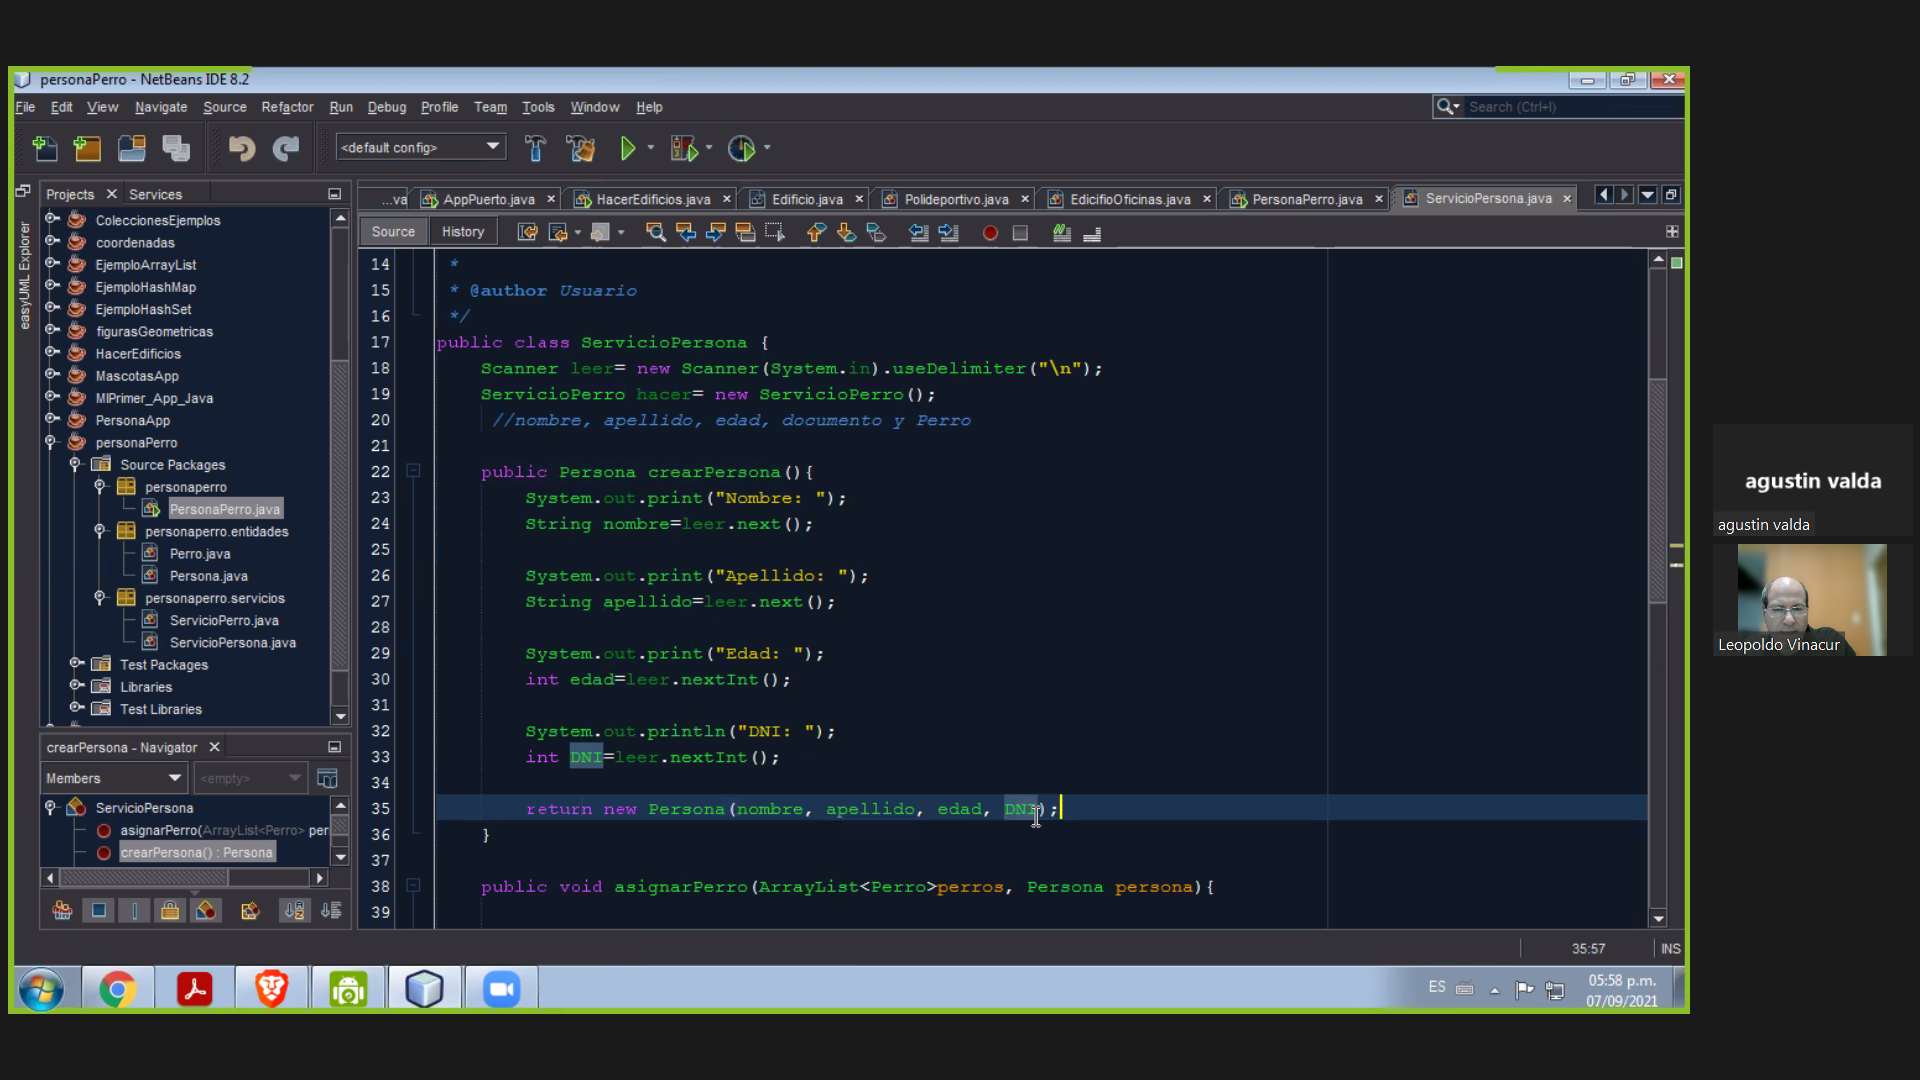 personaPerro - NetBeans IDE 8.2
File Edit View Navigate Source Refactor Run Debug Profile Team Tools Window Help
Search (Ctrl+I)
<default config>
Projects Services
...va AppPuerto.java HacerEdificios.java Edificio.java Polideportivo.java EdicifioOficinas.java PersonaPerro.java ServicioPersona.java
Source History
easyUML Explorer
ColeccionesEjemplos
coordenadas
EjemploArrayList
EjemploHashMap
EjemploHashSet
figurasGeometricas
HacerEdificios
MascotasApp
MIPrimer_App_Java
PersonaApp
personaPerro
Source Packages
personaperro
PersonaPerro.java
personaperro.entidades
Perro.java
Persona.java
personaperro.servicios
ServicioPerro.java
ServicioPersona.java
Test Packages
Libraries
Test Libraries
crearPersona - Navigator
Members <empty>
ServicioPersona
asignarPerro(ArrayList<Perro> per
crearPersona() : Persona
14 *
15 * @author Usuario
16 */
17 public class ServicioPersona {
18 Scanner leer= new Scanner(System.in).useDelimiter("\n");
19 ServicioPerro hacer= new ServicioPerro();
20 //nombre, apellido, edad, documento y Perro
21
22 public Persona crearPersona(){
23 System.out.print("Nombre: ");
24 String nombre=leer.next();
25
26 System.out.print("Apellido: ");
27 String apellido=leer.next();
28
29 System.out.print("Edad: ");
30 int edad=leer.nextInt();
31
32 System.out.println("DNI: ");
33 int DNI=leer.nextInt();
34
35 return new Persona(nombre, apellido, edad, DNI);
36 }
37
38 public void asignarPerro(ArrayList<Perro>perros, Persona persona){
39
35:57 INS
ES
05:58 p.m.
07/09/2021
agustin valda
agustin valda
Leopoldo Vinacur